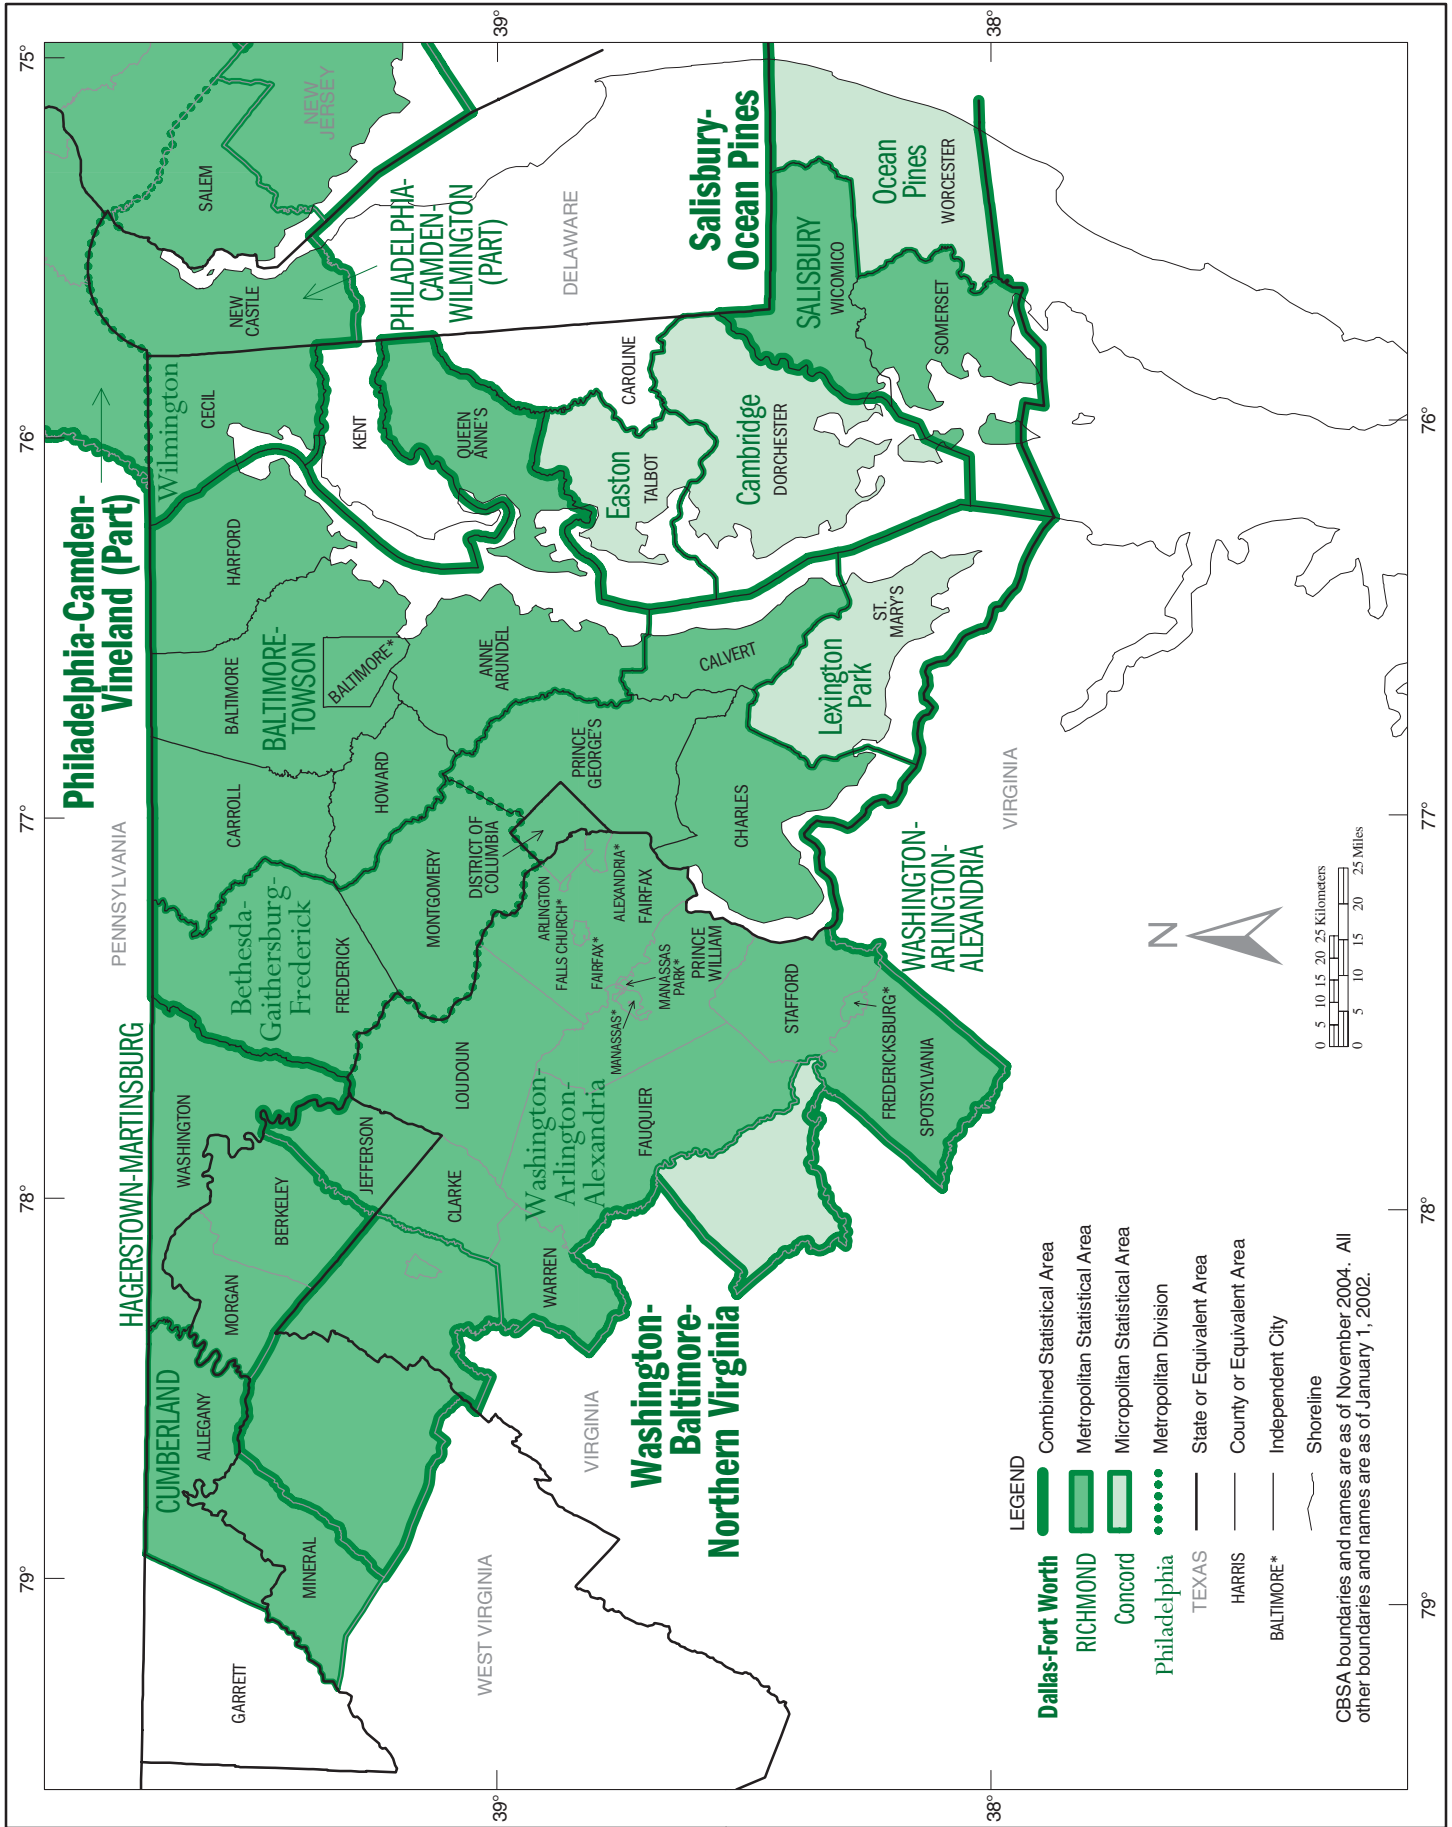 75°
76°
77°
78°
79°
39°
38°
39°
38°
76°
77°
78°
79°
Philadelphia-Camden-
Vineland (Part)
Salisbury-
Ocean Pines
Washington-
Baltimore-
Northern Virginia
PENNSYLVANIA
NEW
JERSEY
DELAWARE
VIRGINIA
VIRGINIA
WEST VIRGINIA
HAGERSTOWN-MARTINSBURG
CUMBERLAND
BALTIMORE-
TOWSON
PHILADELPHIA-
CAMDEN-
WILMINGTON
(PART)
SALISBURY
WASHINGTON-
ARLINGTON-
ALEXANDRIA
Wilmington
Bethesda-
Gaithersburg-
Frederick
Washington-
Arlington-
Alexandria
Ocean
Pines
Cambridge
Easton
Lexington
Park
GARRETT
ALLEGANY
MINERAL
MORGAN
BERKELEY
WASHINGTON
JEFFERSON
FREDERICK
CARROLL
BALTIMORE
HARFORD
CECIL
NEW
CASTLE
SALEM
BALTIMORE*
HOWARD
MONTGOMERY
DISTRICT OF
COLUMBIA
ANNE
ARUNDEL
PRINCE
GEORGE'S
CALVERT
CHARLES
ST.
MARY'S
KENT
QUEEN
ANNE'S
TALBOT
CAROLINE
DORCHESTER
WICOMICO
SOMERSET
WORCESTER
LOUDOUN
CLARKE
WARREN
FAUQUIER
ARLINGTON
FALLS CHURCH*
FAIRFAX*
ALEXANDRIA*
FAIRFAX
MANASSAS*
MANASSAS
PARK*
PRINCE
WILLIAM
STAFFORD
FREDERICKSBURG*
SPOTSYLVANIA
N
0 5 10 15 20 25 Kilometers
0 5 10 15 20 25 Miles
LEGEND
Dallas-Fort Worth Combined Statistical Area
RICHMOND Metropolitan Statistical Area
Concord Micropolitan Statistical Area
Philadelphia Metropolitan Division
TEXAS State or Equivalent Area
HARRIS County or Equivalent Area
BALTIMORE* Independent City
Shoreline
CBSA boundaries and names are as of November 2004. All
other boundaries and names are as of January 1, 2002.